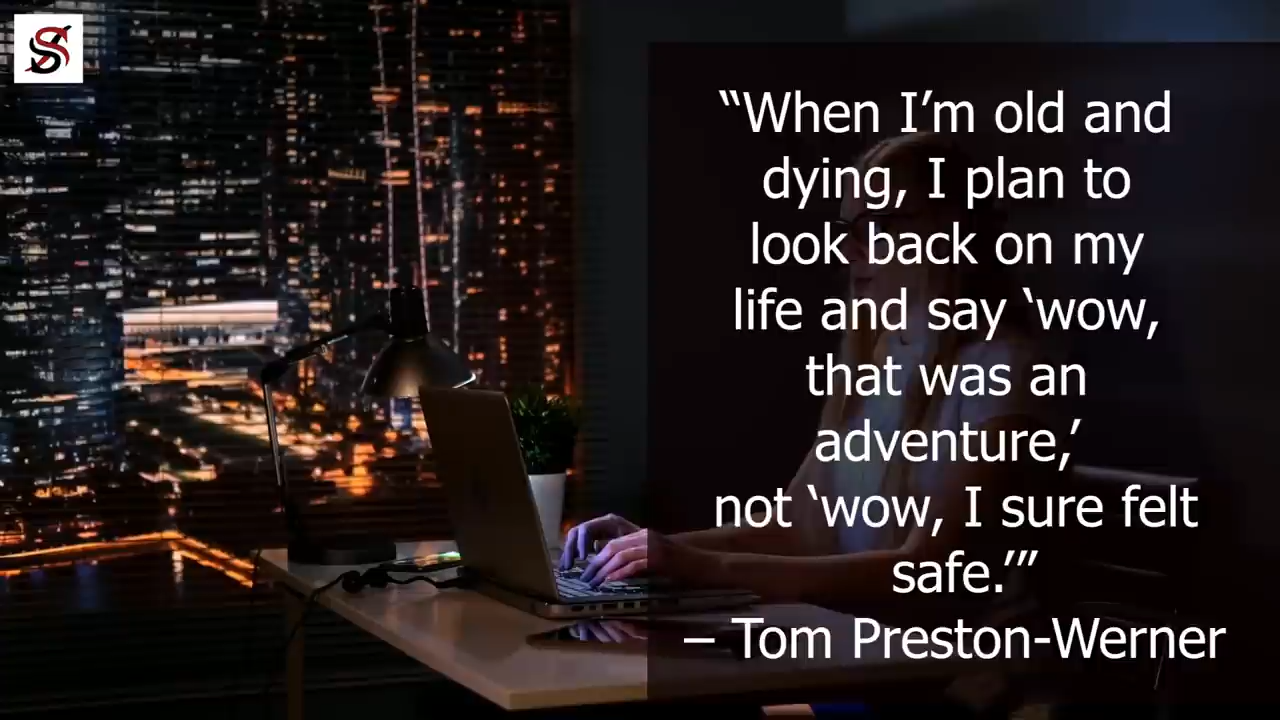 “When I’m old and
dying, I plan to
look back on my
life and say ‘wow,
that was an
adventure,’
not ‘wow, I sure felt
safe.’”
– Tom Preston-Werner